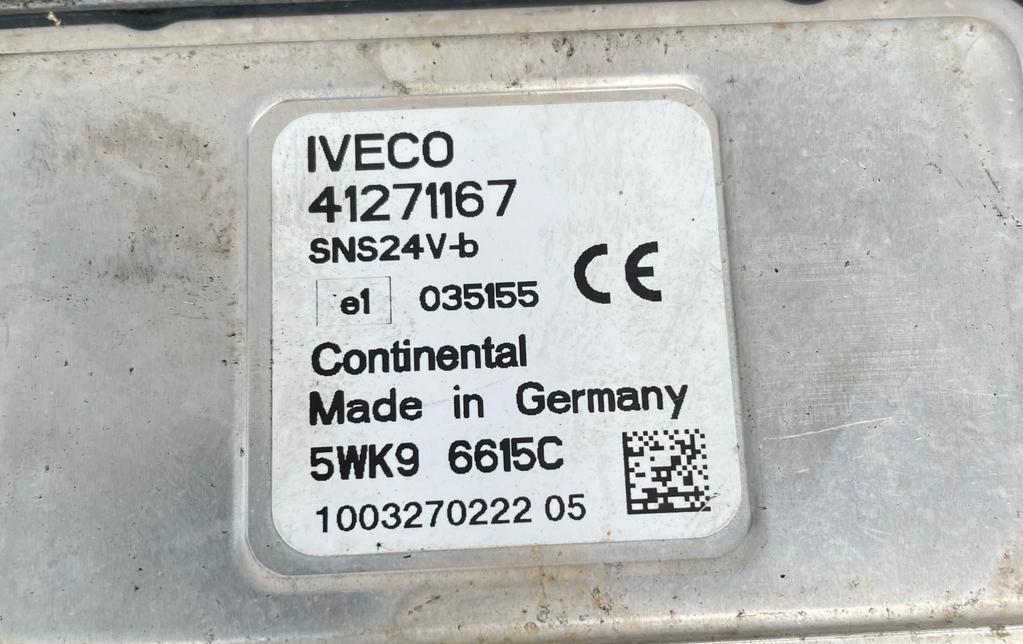 IVECO
41271167
SNS24V-b
e1 035155 CE
Continental
Made in Germany
5WK9 6615C
1003270222 05